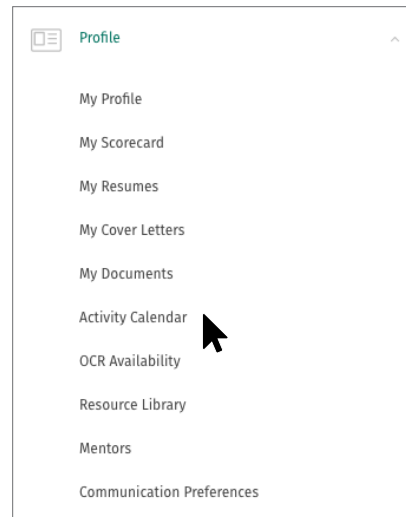 Profile
My Profile
My Scorecard
My Resumes
My Cover Letters
My Documents
Activity Calendar
OCR Availability
Resource Library
Mentors
Communication Preferences